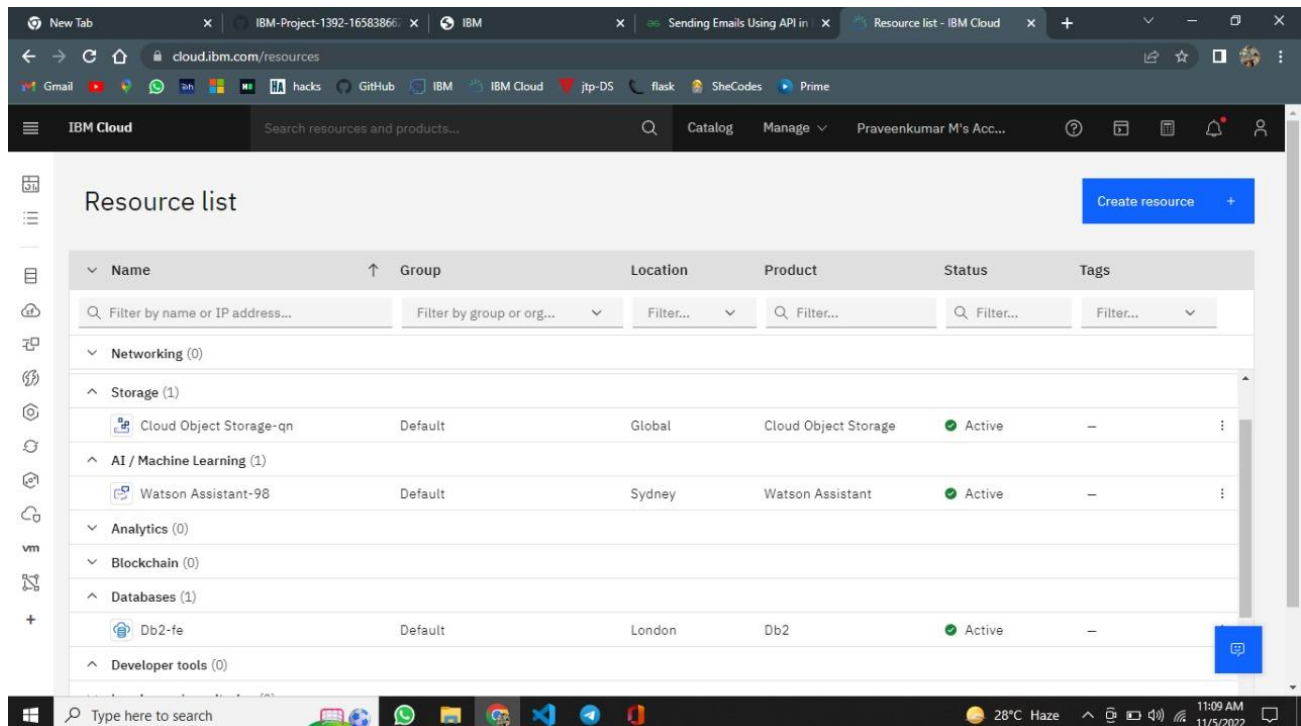 New Tab IBM-Project-1392-16583866 IBM Sending Emails Using API in Resource list - IBM Cloud
cloud.ibm.com/resources
Gmail hacks GitHub IBM IBM Cloud jtp-DS flask SheCodes Prime
IBM Cloud Search resources and products... Catalog Manage Praveenkumar M's Acc...
Resource list
Create resource +
Name Group Location Product Status Tags
Filter by name or IP address... Filter by group or org... Filter... Filter... Filter... Filter...
Networking (0)
Storage (1)
Cloud Object Storage-qn Default Global Cloud Object Storage Active –
AI / Machine Learning (1)
Watson Assistant-98 Default Sydney Watson Assistant Active –
Analytics (0)
vm
Blockchain (0)
Databases (1)
Db2-fe Default London Db2 Active –
Developer tools (0)
Type here to search 28°C Haze 11:09 AM
11/5/2022